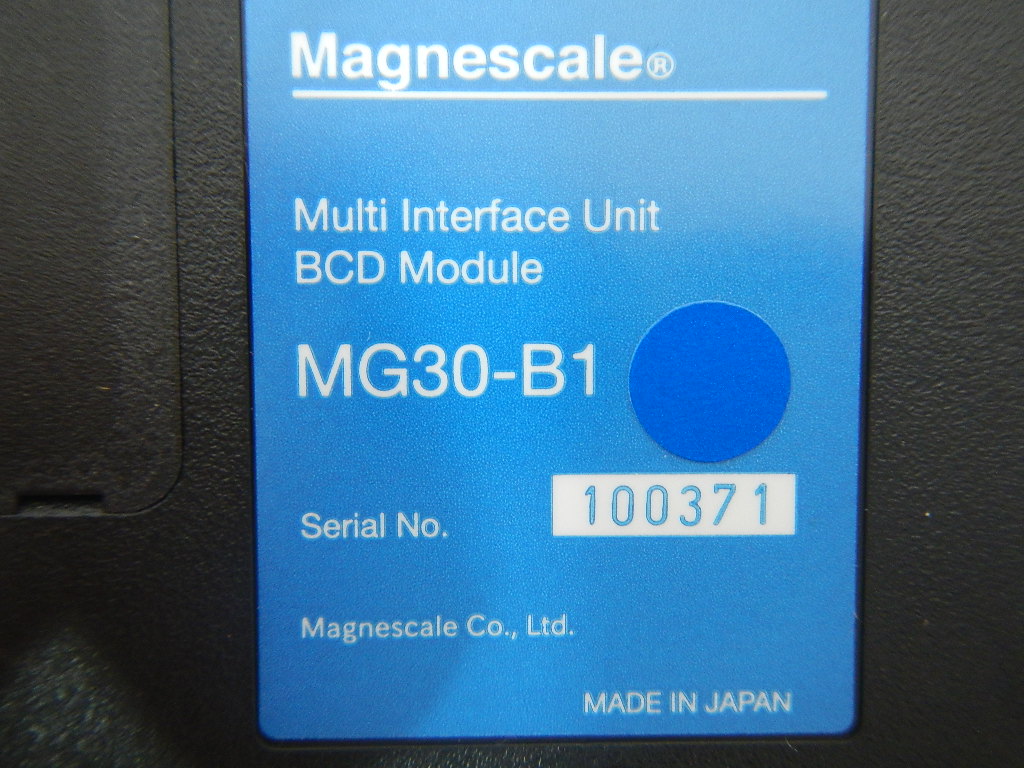 Magnescale®
Multi Interface Unit
BCD Module
MG30-B1
Serial No. 100371
Magnescale Co., Ltd.
MADE IN JAPAN